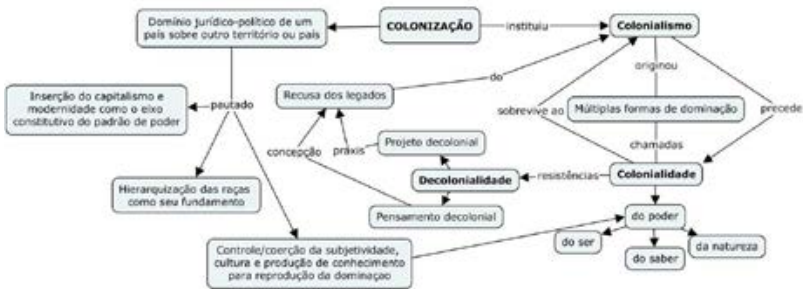 Domínio jurídico-político de um
país sobre outro território ou país
COLONIZAÇÃO
instituiu
Colonialismo
originou
do
Inserção do capitalismo e
modernidade como o eixo
constitutivo do padrão de poder
pautado
Recusa dos legados
sobrevive ao
Múltiplas formas de dominação
precede
concepção
práxis
Projeto decolonial
chamadas
Decolonialidade
resistências
Colonialidade
Hierarquização das raças
como seu fundamento
Pensamento decolonial
do poder
Controle/coerção da subjetividade,
cultura e produção de conhecimento
para reprodução da dominaçao
do ser
do saber
da natureza